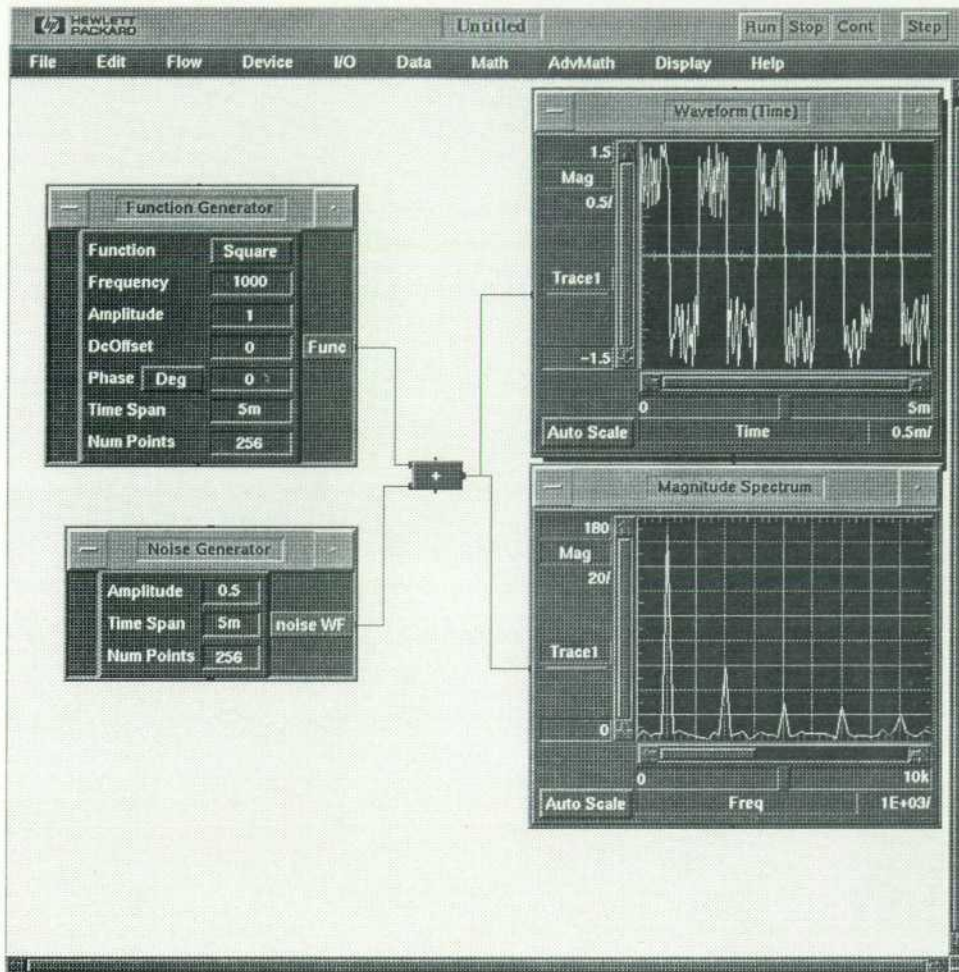 hp HEWLETT PACKARD
Untitled
Run Stop Cont Step
File Edit Flow Device I/O Data Math AdvMath Display Help
Function Generator
Function Square
Frequency 1000
Amplitude 1
DcOffset 0
Phase Deg 0
Time Span 5m
Num Points 256
Func
Noise Generator
Amplitude 0.5
Time Span 5m
Num Points 256
noise WF
+
Waveform (Time)
1.5
Mag
0.5/
Trace1
-1.5
0 5m
Auto Scale Time 0.5m/
Magnitude Spectrum
180
Mag
20/
Trace1
0
0 10k
Auto Scale Freq 1E+03/